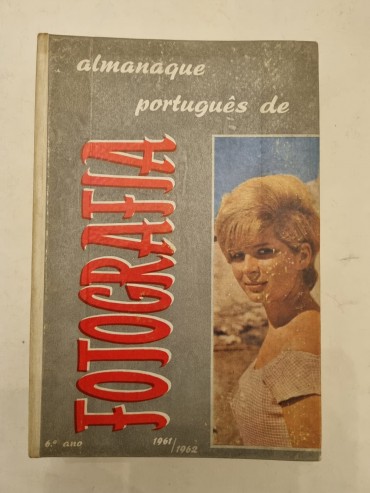 almanaque
português de
FOTOGRAFIA
6.º ano
1961/1962